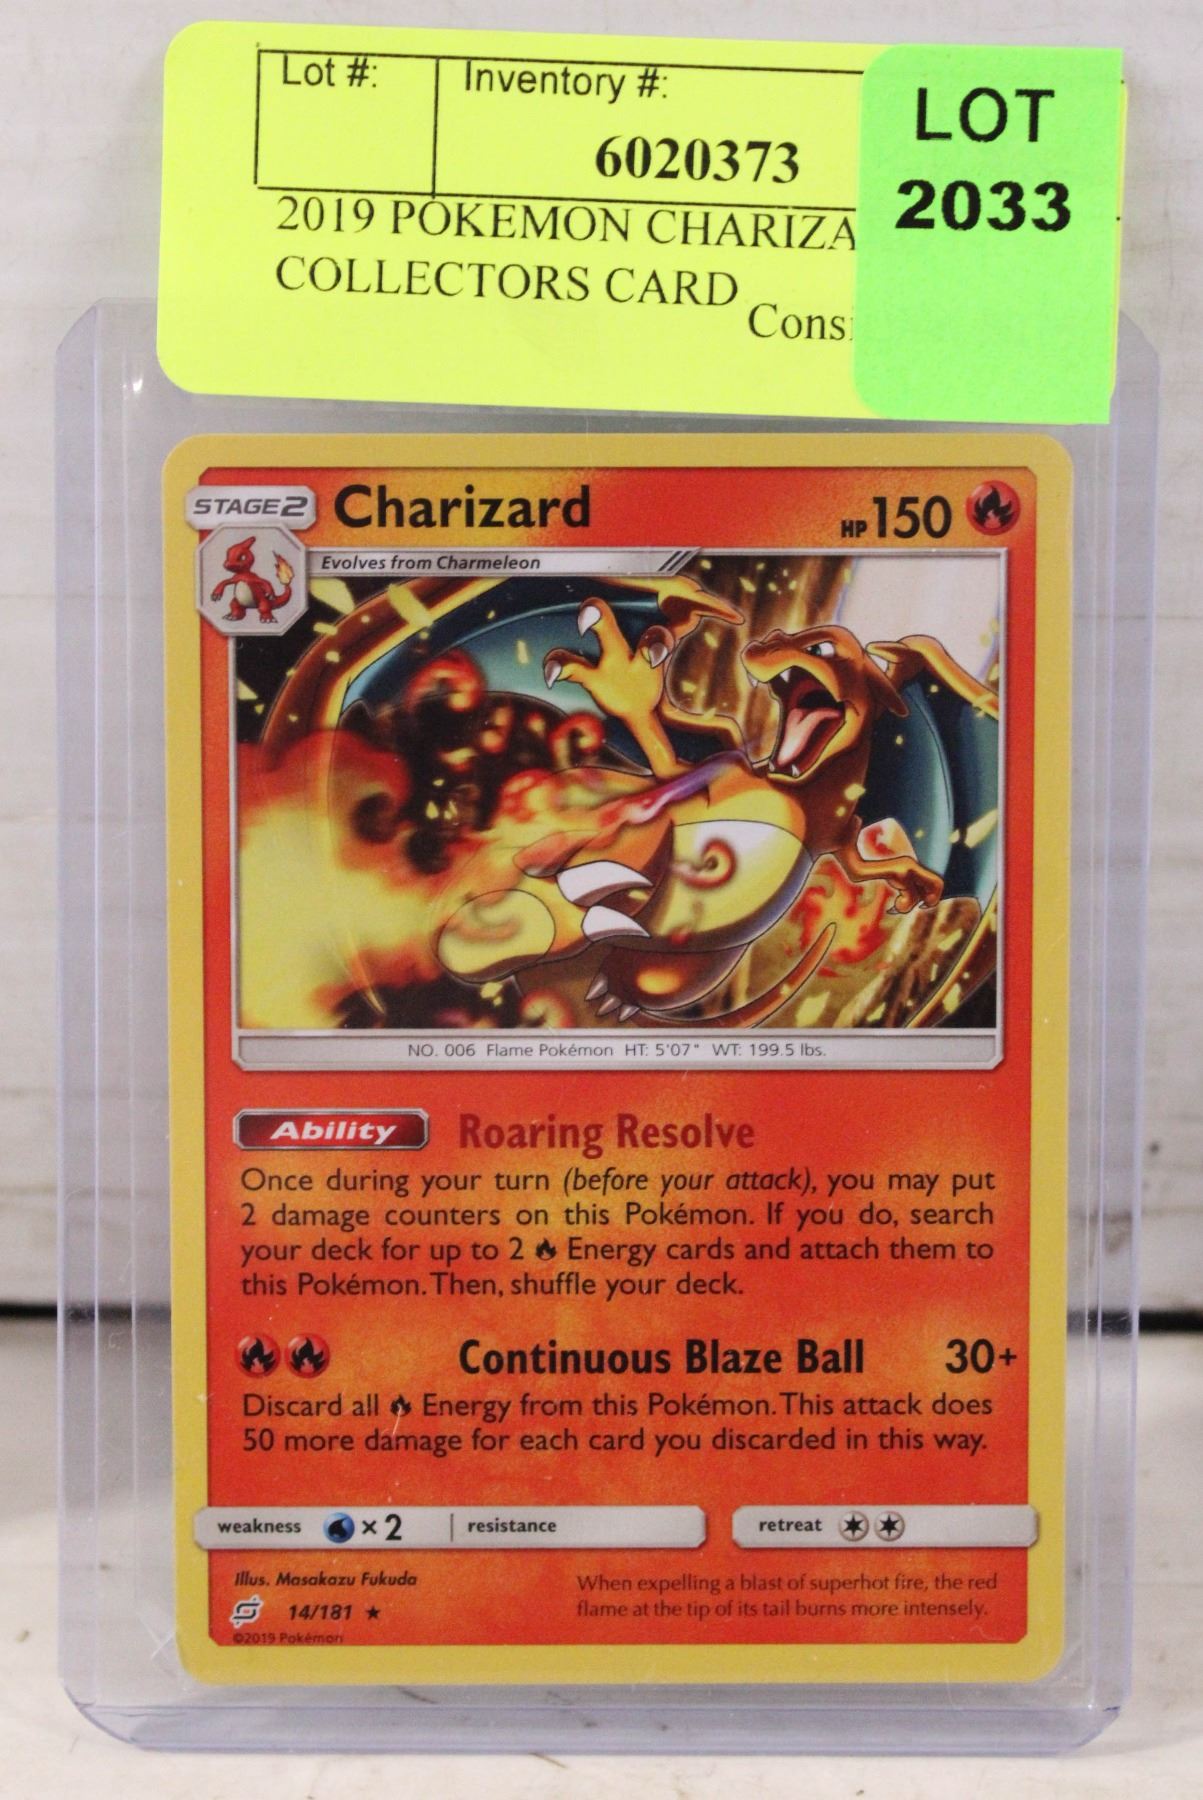 Lot #:
Inventory #:
6020373
LOT
2033
2019 POKEMON CHARIZA
COLLECTORS CARD
Consi
STAGE2
Charizard
HP 150
Evolves from Charmeleon
NO. 006 Flame Pokémon HT: 5'07" WT: 199.5 lbs.
Ability Roaring Resolve
Once during your turn (before your attack), you may put
2 damage counters on this Pokémon. If you do, search
your deck for up to 2 Energy cards and attach them to
this Pokémon. Then, shuffle your deck.
Continuous Blaze Ball 30+
Discard all Energy from this Pokémon. This attack does
50 more damage for each card you discarded in this way.
weakness ×2 resistance retreat
Illus. Masakazu Fukuda
14/181 ★
©2019 Pokémon
When expelling a blast of superhot fire, the red
flame at the tip of its tail burns more intensely.